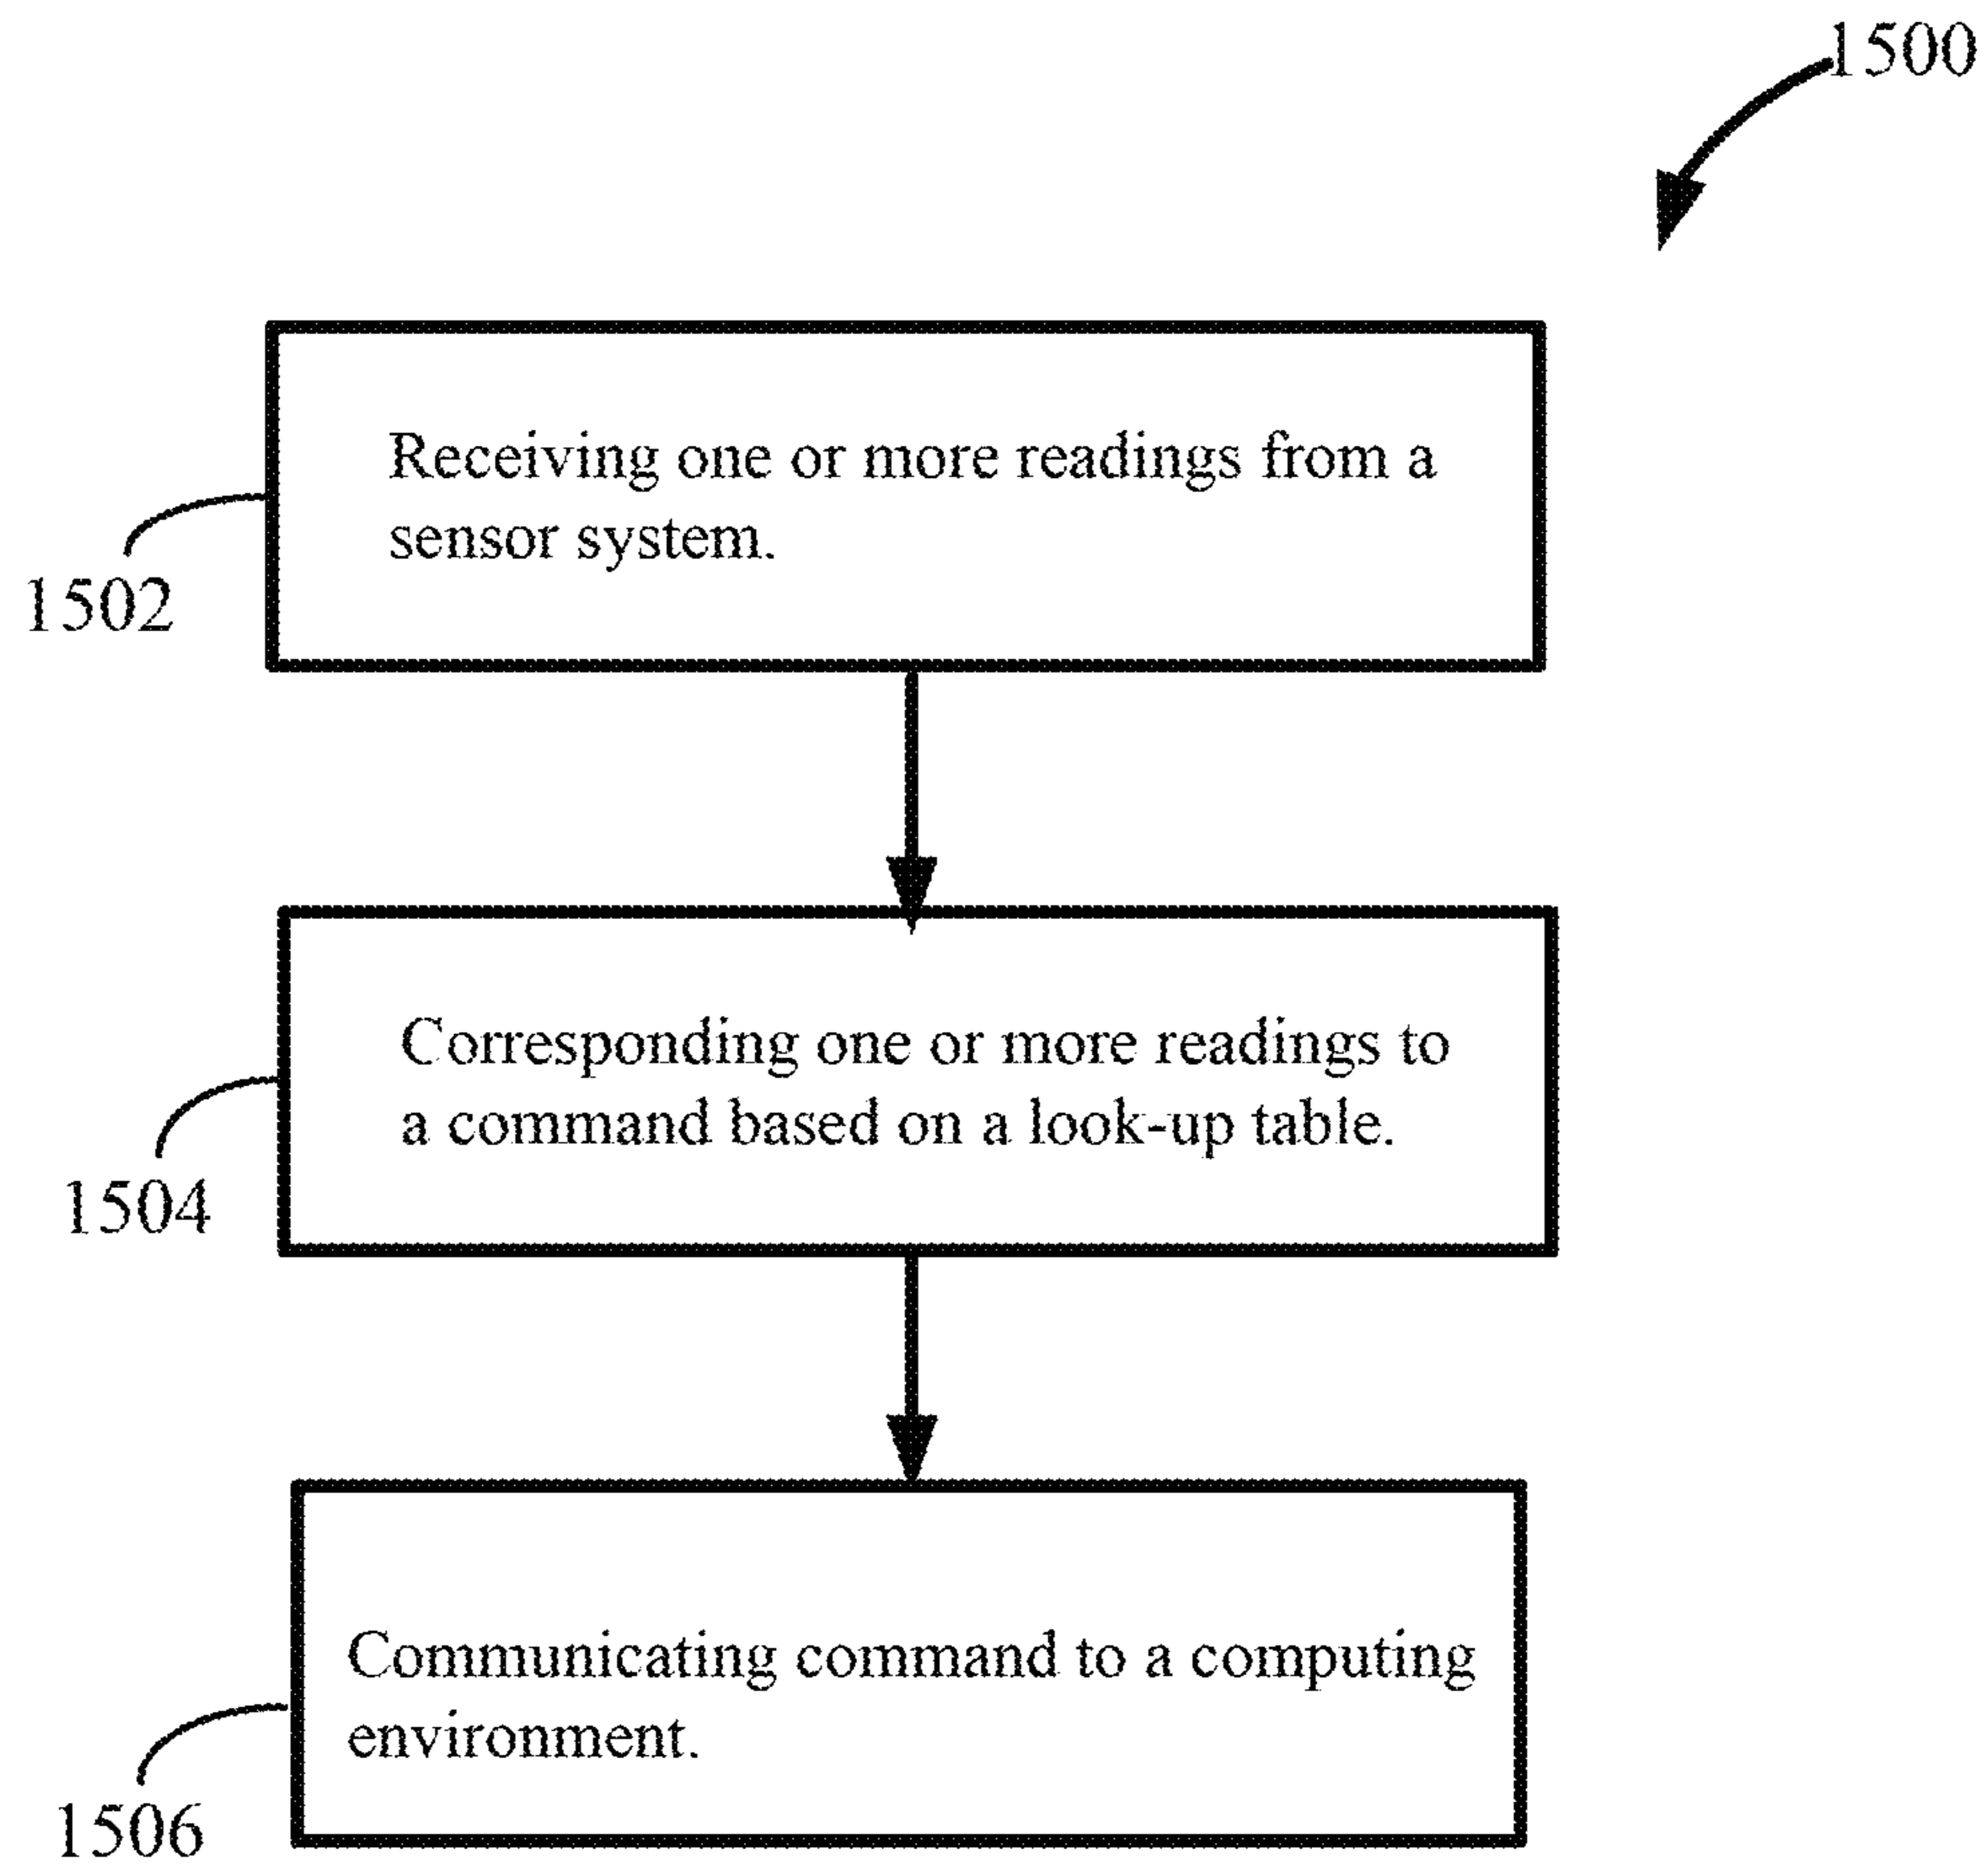 1500
Receiving one or more readings from a
sensor system.
1502
Corresponding one or more readings to
a command based on a look-up table.
1504
Communicating command to a computing
environment.
1506